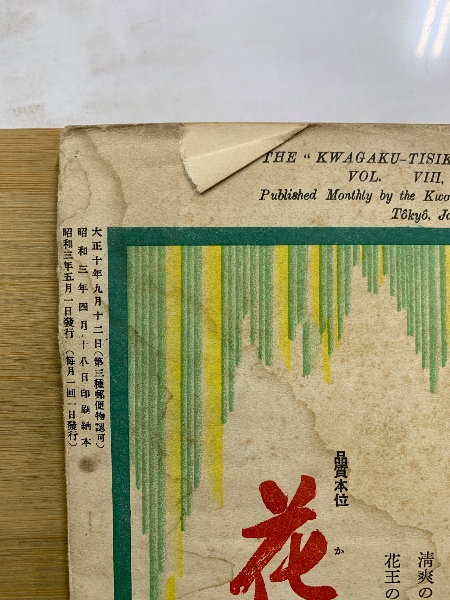 THE "KWAGAKU-TISIK
VOL. VIII,
Published Monthly by the Kwa
Tôkyô, Ja
大正十年九月十二日(第三種郵便物認可)
昭和三年四月十八日印刷納本
昭和三年五月一日發行(毎月一回一日發行)
品質本位
花
か
清爽の
花王の